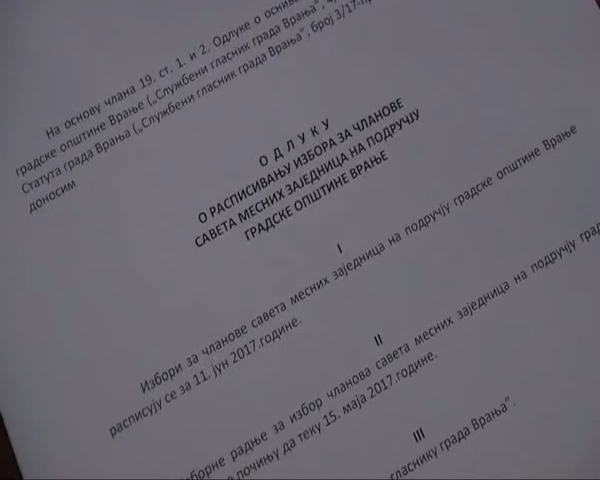 На основу члана 19. ст. 1. и 2. Одлуке о
градске општине Врање („Службени гласник града Врања",
Статута града Врања („Службени гласник града Врања", број 3/17-
доносим
О Д Л У К У
О РАСПИСИВАЊУ ИЗБОРА ЗА ЧЛАНОВЕ
САВЕТА МЕСНИХ ЗАЈЕДНИЦА НА ПОДРУЧЈУ
ГРАДСКЕ ОПШТИНЕ ВРАЊЕ
I
Избори за чланове савета месних заједница на подручју градске општине Врање
расписују се за 11. јун 2017.године.
II
радње за избор чланова савета месних заједница на подручју
почињу да теку 15. маја 2017.године.
III
гласнику града Врања".